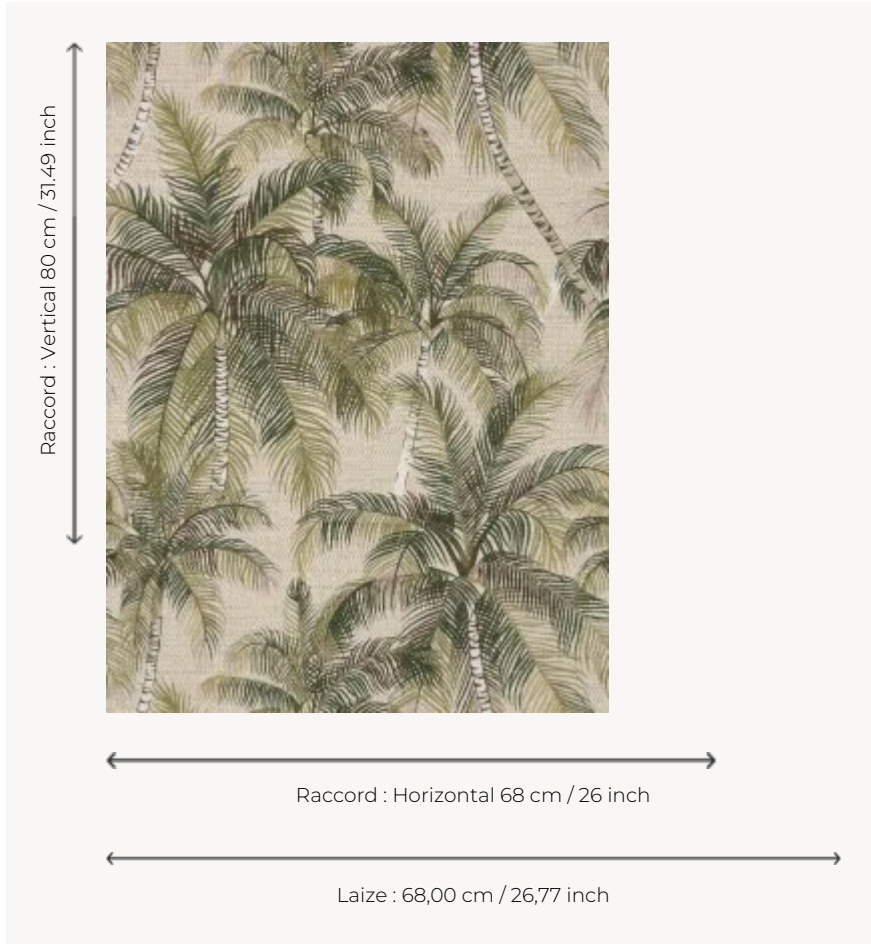 Raccord : Vertical 80 cm / 31.49 inch
Raccord : Horizontal 68 cm / 26 inch
Laize : 68,00 cm / 26,77 inch